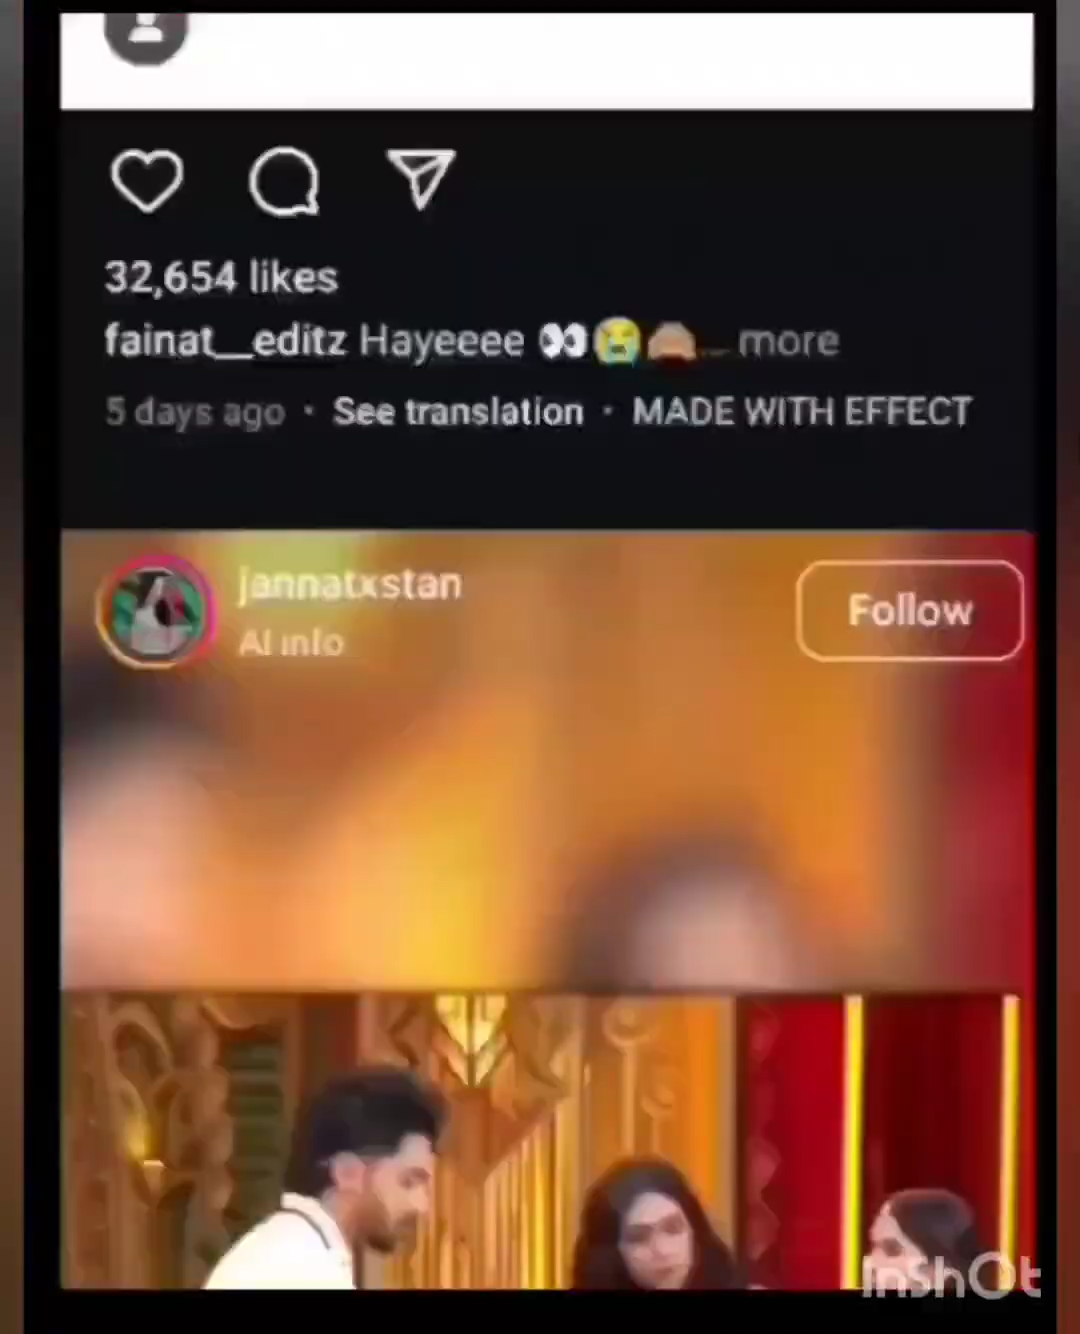 32,654 likes
fainat__editz Hayeeee 👀😭🙈... more
5 days ago • See translation • MADE WITH EFFECT
jannatxstan
Follow
AI info
InShOt